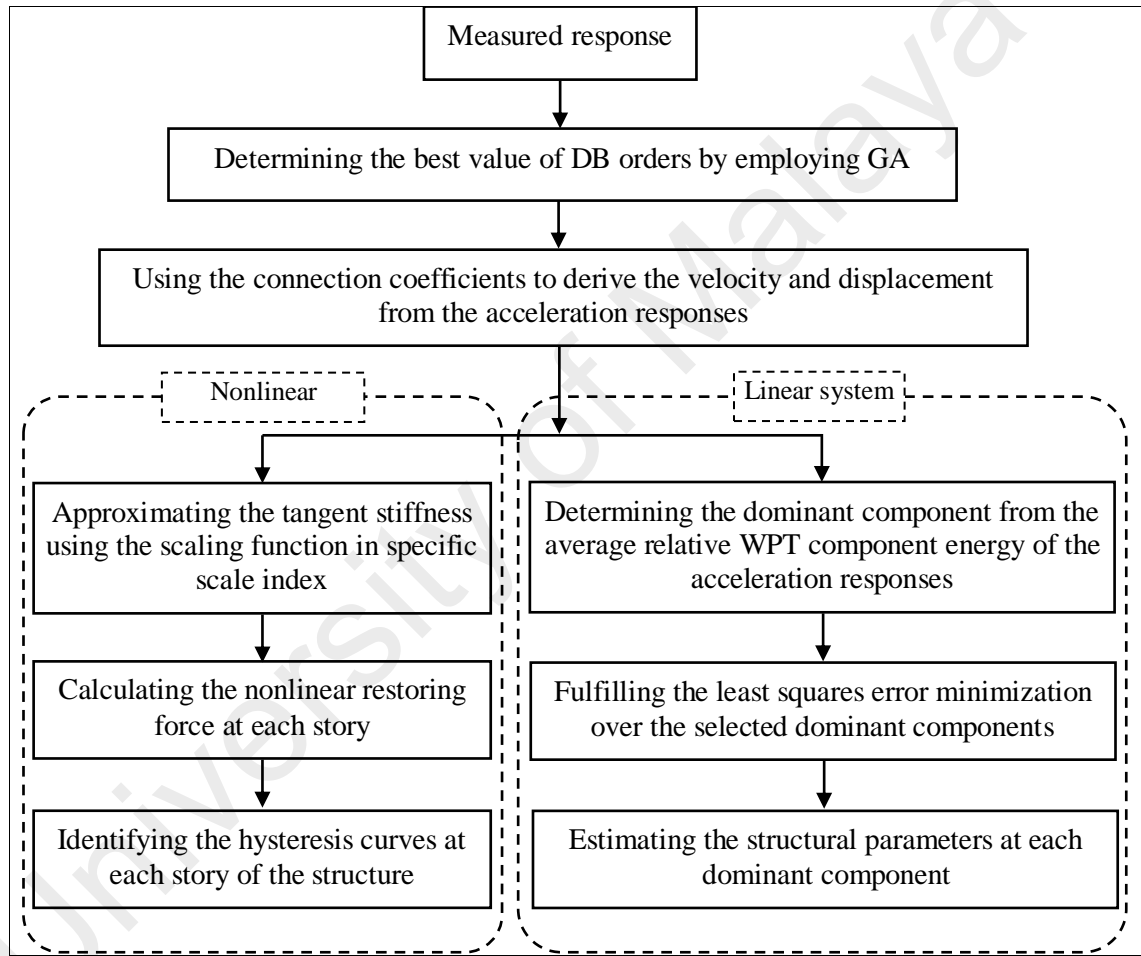 Measured response
Determining the best value of DB orders by employing GA
Using the connection coefficients to derive the velocity and displacement
from the acceleration responses
Nonlinear
Approximating the tangent stiffness
using the scaling function in specific
scale index
Calculating the nonlinear restoring
force at each story
Identifying the hysteresis curves at
each story of the structure
Linear system
Determining the dominant component from the
average relative WPT component energy of the
acceleration responses
Fulfilling the least squares error minimization
over the selected dominant components
Estimating the structural parameters at each
dominant component
University of Malaya